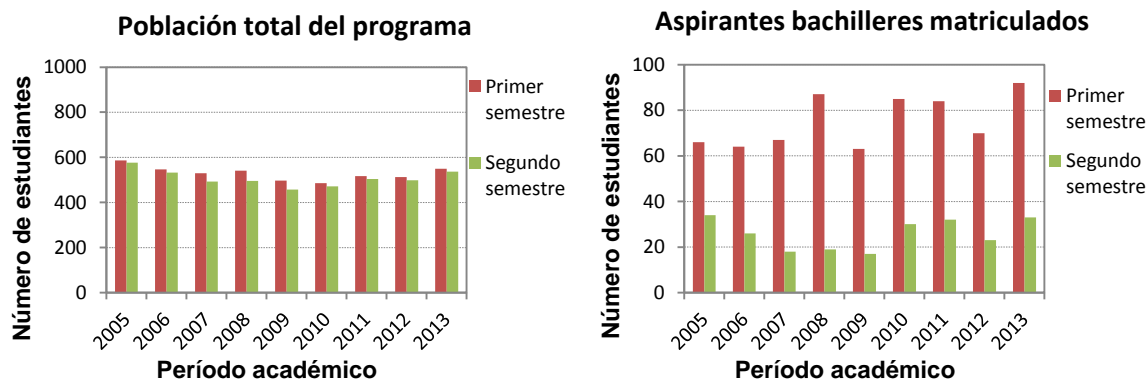 Población total del programa
Número de estudiantes
1000
800
600
400
200
0
2005
2006
2007
2008
2009
2010
2011
2012
2013
Período académico
Primer
semestre
Segundo
semestre
Aspirantes bachilleres matriculados
Número de estudiantes
100
80
60
40
20
0
2005
2006
2007
2008
2009
2010
2011
2012
2013
Período académico
Primer
semestre
Segundo
semestre